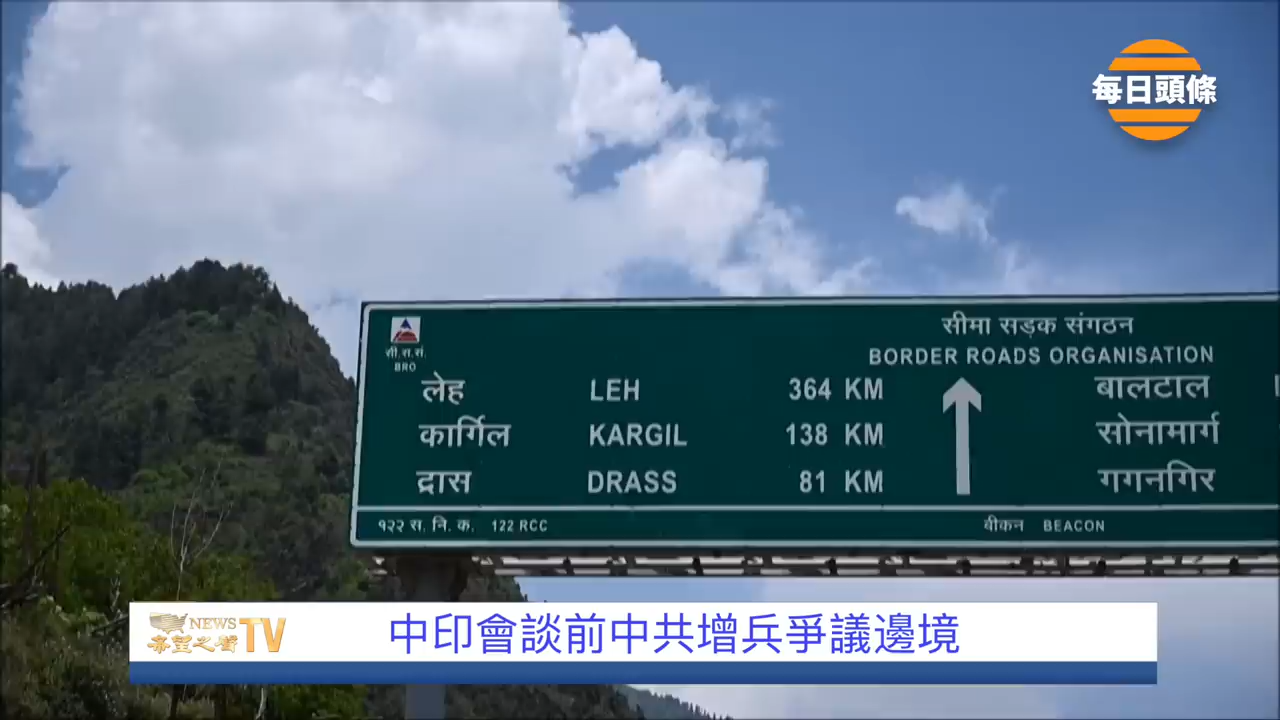 每日頭條
सीमा सड़क संगठन
BORDER ROADS ORGANISATION
सी.स.सं.
BRO
लेह LEH 364 KM बालटाल
कार्गिल KARGIL 138 KM सोनामार्ग
द्रास DRASS 81 KM गगनगिर
१२२ स. नि. क. 122 RCC बीकन BEACON
NEWS
希望之聲TV
中印會談前中共增兵爭議邊境